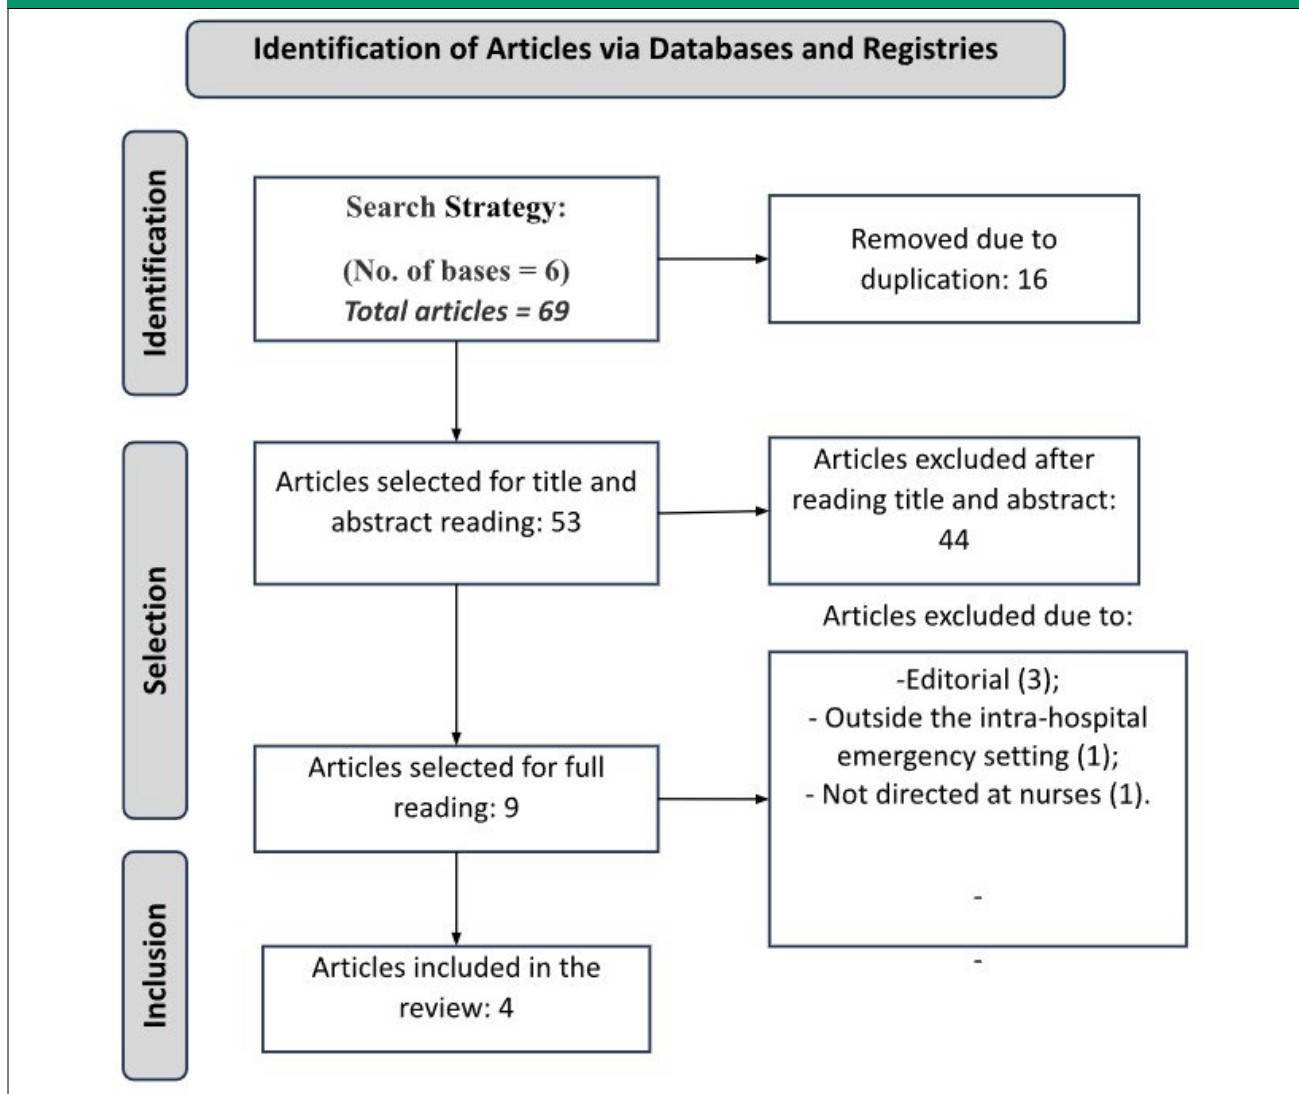 Identification of Articles via Databases and Registries
Identification
Search Strategy:
(No. of bases = 6)
Total articles = 69
Removed due to
duplication: 16
Selection
Articles selected for title and
abstract reading: 53
Articles excluded after
reading title and abstract:
44
Articles excluded due to:
-Editorial (3);
- Outside the intra-hospital
emergency setting (1);
- Not directed at nurses (1).
-
-
Articles selected for full
reading: 9
Inclusion
Articles included in the
review: 4